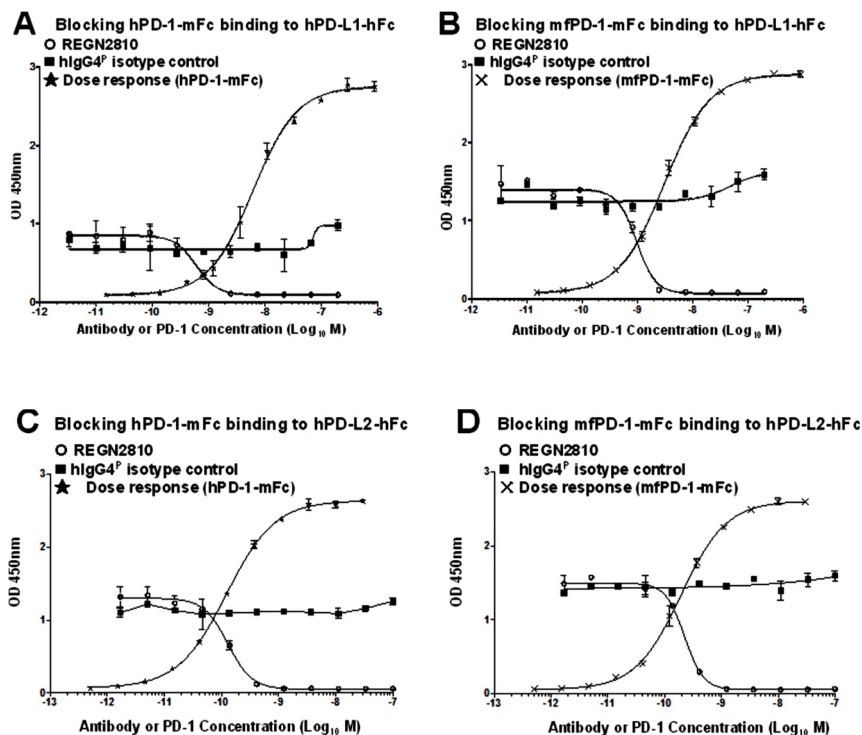 A
Blocking hPD-1-mFc binding to hPD-L1-hFc
REGN2810
hIgG4ᴾ isotype control
Dose response (hPD-1-mFc)
3
2
1
0
OD 450nm
-12 -11 -10 -9 -8 -7 -6
Antibody or PD-1 Concentration (Log₁₀ M)
B
Blocking mfPD-1-mFc binding to hPD-L1-hFc
REGN2810
hIgG4ᴾ isotype control
Dose response (mfPD-1-mFc)
3
2
1
0
OD 450nm
-12 -11 -10 -9 -8 -7 -6
Antibody or PD-1 Concentration (Log₁₀ M)
C
Blocking hPD-1-mFc binding to hPD-L2-hFc
REGN2810
hIgG4ᴾ isotype control
Dose response (hPD-1-mFc)
3
2
1
0
OD 450nm
-13 -12 -11 -10 -9 -8 -7
Antibody or PD-1 Concentration (Log₁₀ M)
D
Blocking mfPD-1-mFc binding to hPD-L2-hFc
REGN2810
hIgG4ᴾ isotype control
Dose response (mfPD-1-mFc)
3
2
1
0
OD 450nm
-13 -12 -11 -10 -9 -8 -7
Antibody or PD-1 Concentration (Log₁₀ M)